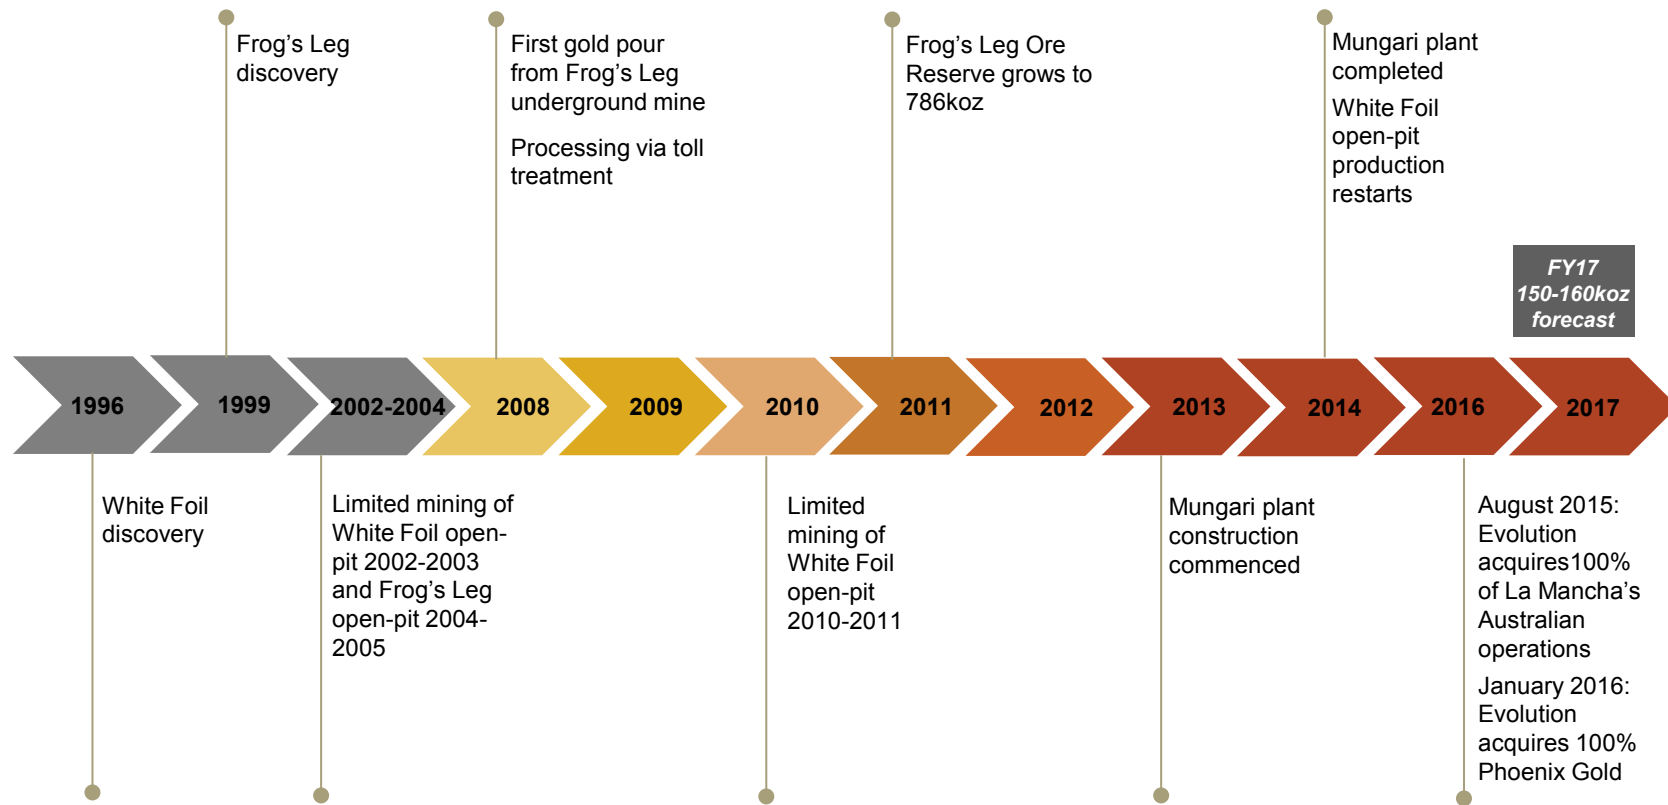 Frog's Leg
discovery
First gold pour
from Frog's Leg
underground mine
Processing via toll
treatment
Frog's Leg Ore
Reserve grows to
786koz
Mungari plant
completed
White Foil
open-pit
production
restarts
FY17
150-160koz
forecast
1996
1999
2002-2004
2008
2009
2010
2011
2012
2013
2014
2016
2017
White Foil
discovery
Limited mining of
White Foil open-
pit 2002-2003
and Frog's Leg
open-pit 2004-
2005
Limited
mining of
White Foil
open-pit
2010-2011
Mungari plant
construction
commenced
August 2015:
Evolution
acquires100%
of La Mancha's
Australian
operations
January 2016:
Evolution
acquires 100%
Phoenix Gold